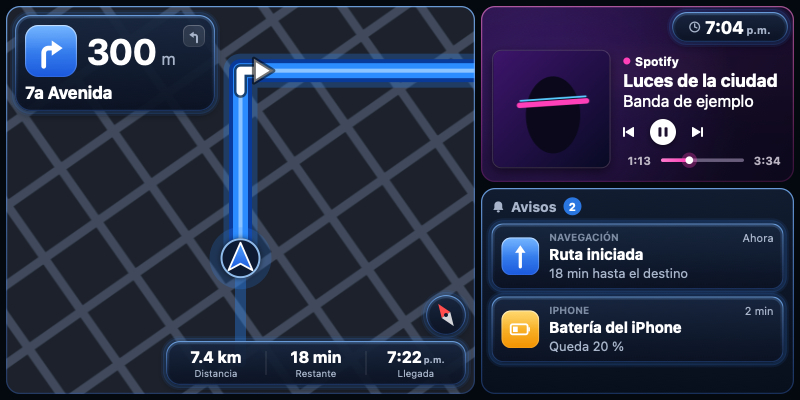 300 m
7a Avenida
7.4 km
Distancia
18 min
Restante
7:22 p.m.
Llegada
7:04 p.m.
Spotify
Luces de la ciudad
Banda de ejemplo
1:13
3:34
Avisos 2
NAVEGACIÓN
Ahora
Ruta iniciada
18 min hasta el destino
IPHONE
2 min
Batería del iPhone
Queda 20 %